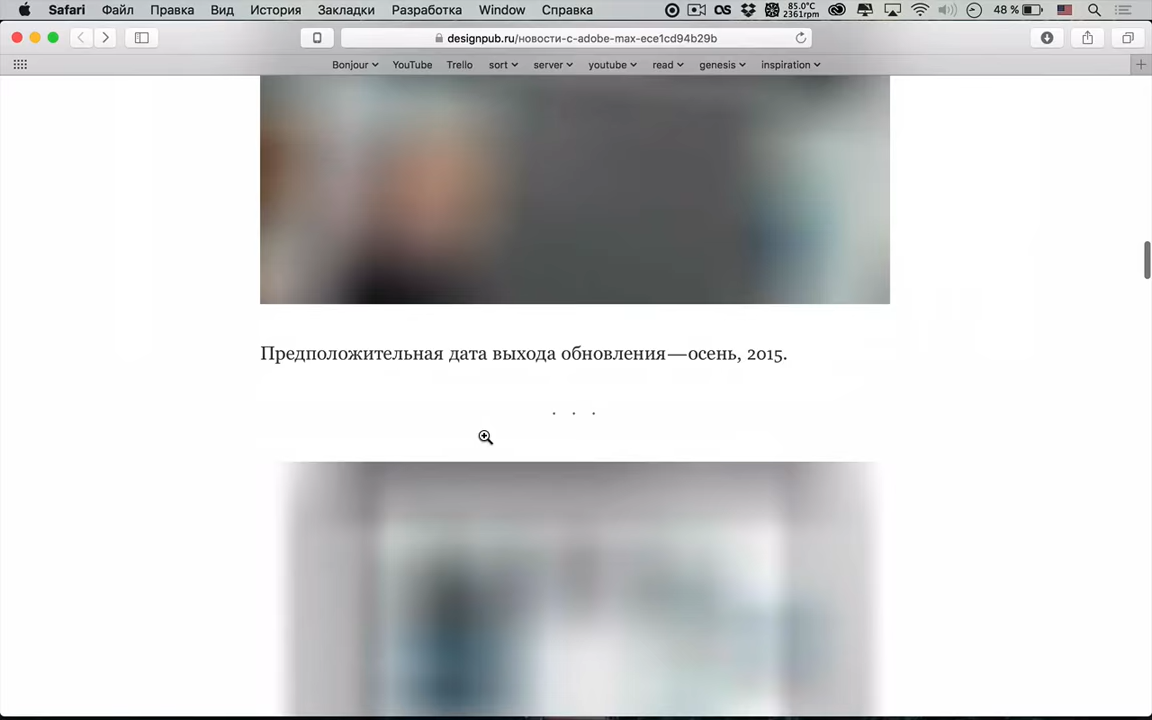 Safari Файл Правка Вид История Закладки Разработка Window Справка 85.0°C 2361rpm 48 %
designpub.ru/новости-с-adobe-max-ece1cd94b29b
Bonjour YouTube Trello sort server youtube read genesis inspiration
Предположительная дата выхода обновления—осень, 2015.
. . .